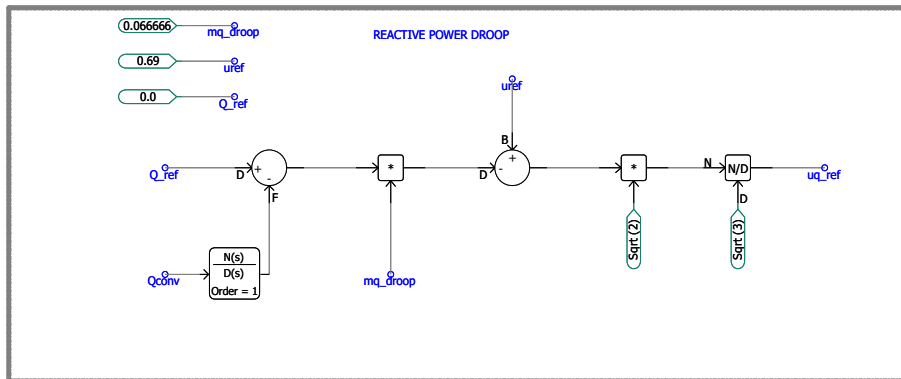 0.066666
mq_droop
REACTIVE POWER DROOP
0.69
uref
0.0
Q_ref
uref
B
+
Q_ref
D
+
-
F
*
D
-
*
N
N/D
uq_ref
D
Sqrt (2)
Sqrt (3)
Qconv
N(s)
D(s)
Order = 1
mq_droop